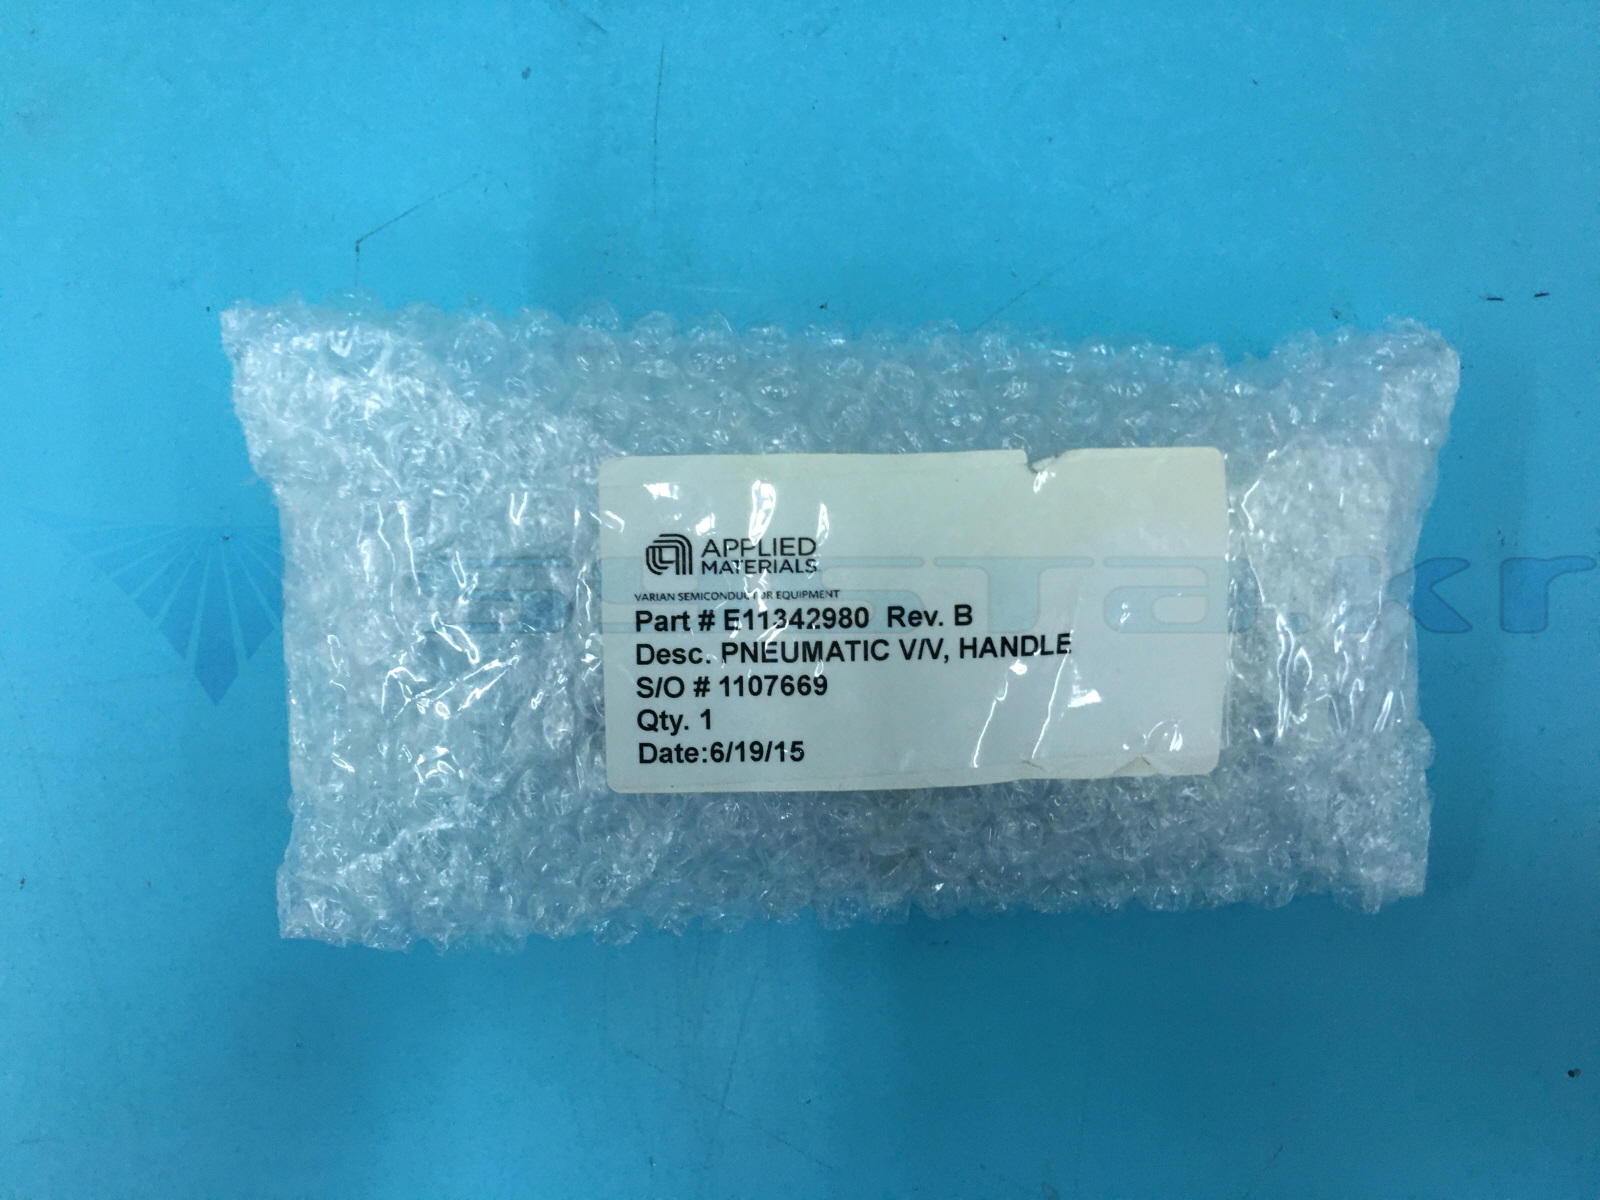 APPLIED
MATERIALS
VARIAN SEMICONDUCTOR EQUIPMENT
Part # E11342980 Rev. B
Desc. PNEUMATIC V/V, HANDLE
S/O # 1107669
Qty. 1
Date:6/19/15